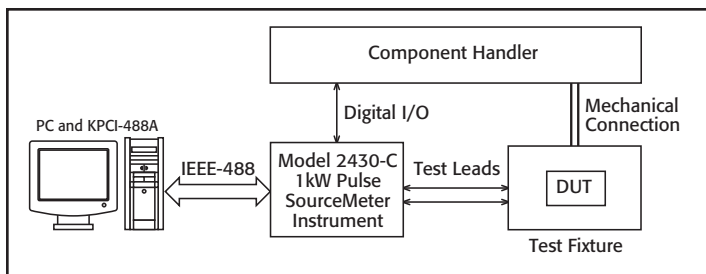 Component Handler
Digital I/O
Mechanical
Connection
PC and KPCI-488A
IEEE-488
Model 2430-C
1kW Pulse
SourceMeter
Instrument
Test Leads
DUT
Test Fixture